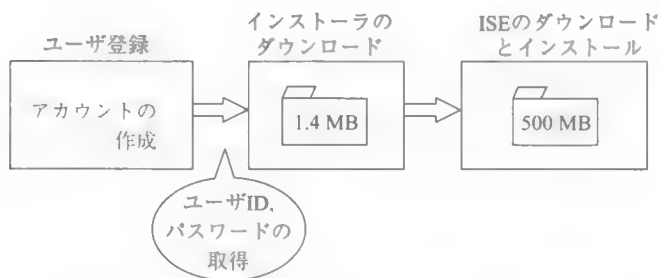 ユーザ登録
アカウントの
作成
ユーザID,
パスワードの
取得
インストーラの
ダウンロード
1.4 MB
ISEのダウンロード
とインストール
500 MB